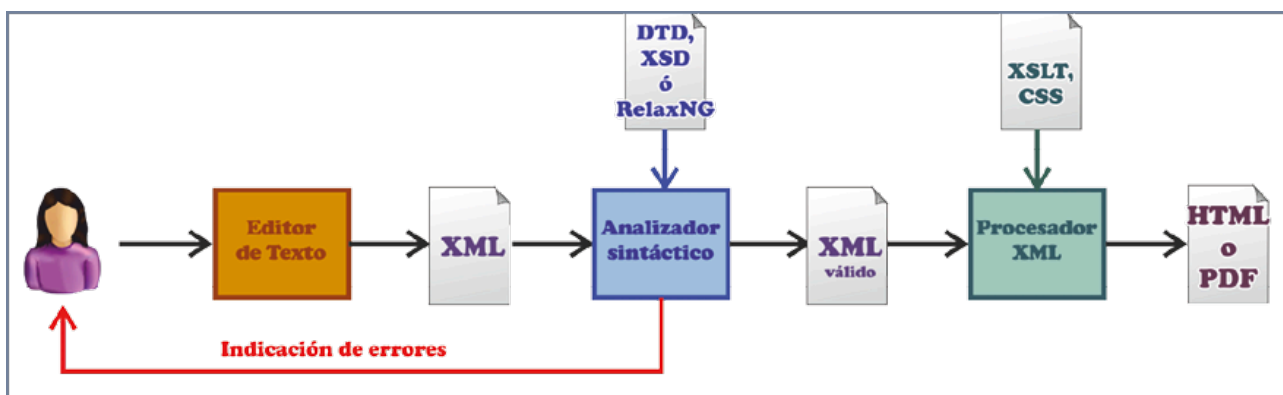 DTD,
XSD
ó
RelaxNG
XSLT,
CSS
Editor
de Texto
XML
Analizador
sintáctico
XML
válido
Procesador
XML
HTML
o
PDF
Indicación de errores